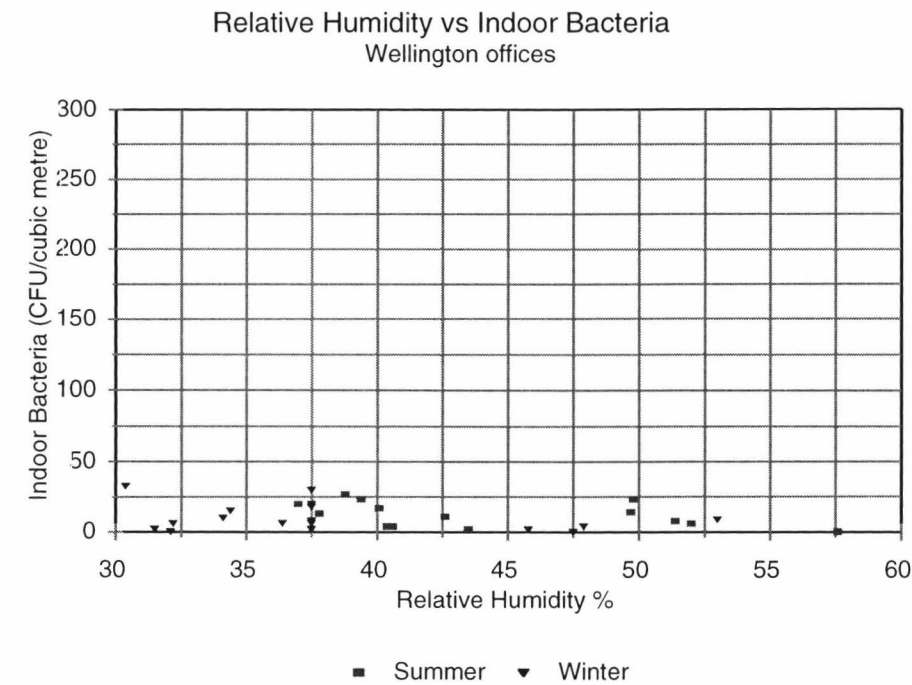 Relative Humidity vs Indoor Bacteria
Wellington offices
Indoor Bacteria (CFU/cubic metre)
300
250
200
150
100
50
0
30 35 40 45 50 55 60
Relative Humidity %
Summer Winter